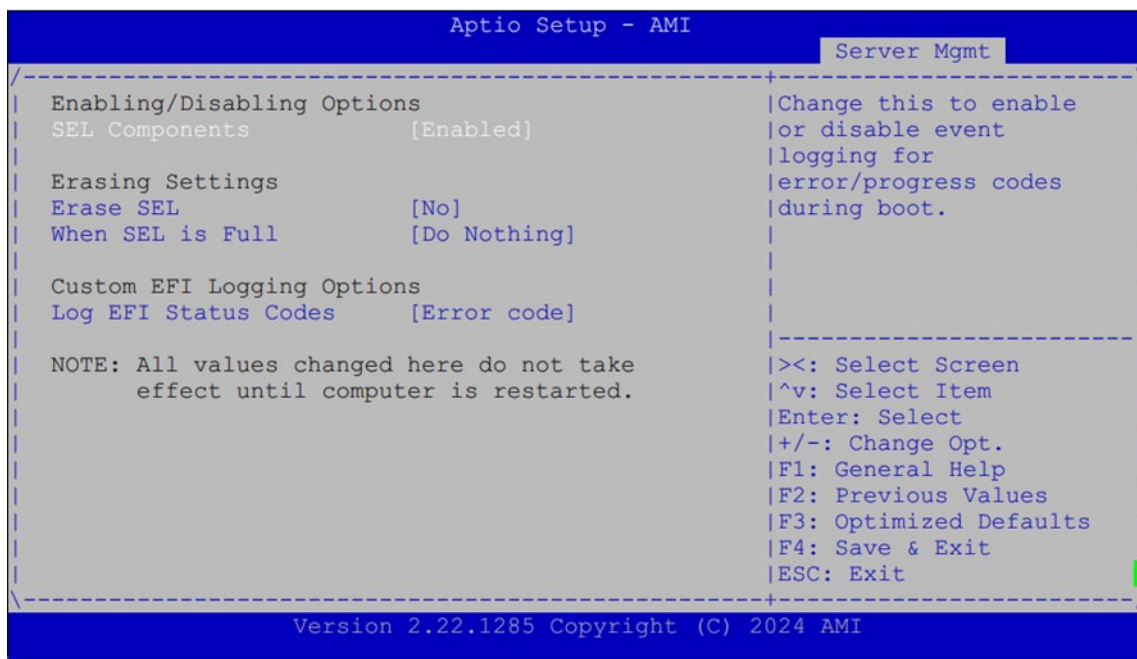 Aptio Setup - AMI
Server Mgmt
Enabling/Disabling Options
SEL Components [Enabled]
Erasing Settings
Erase SEL [No]
When SEL is Full [Do Nothing]
Custom EFI Logging Options
Log EFI Status Codes [Error code]
NOTE: All values changed here do not take
effect until computer is restarted.
Change this to enable
or disable event
logging for
error/progress codes
during boot.
><: Select Screen
^v: Select Item
Enter: Select
+/-: Change Opt.
F1: General Help
F2: Previous Values
F3: Optimized Defaults
F4: Save & Exit
ESC: Exit
Version 2.22.1285 Copyright (C) 2024 AMI